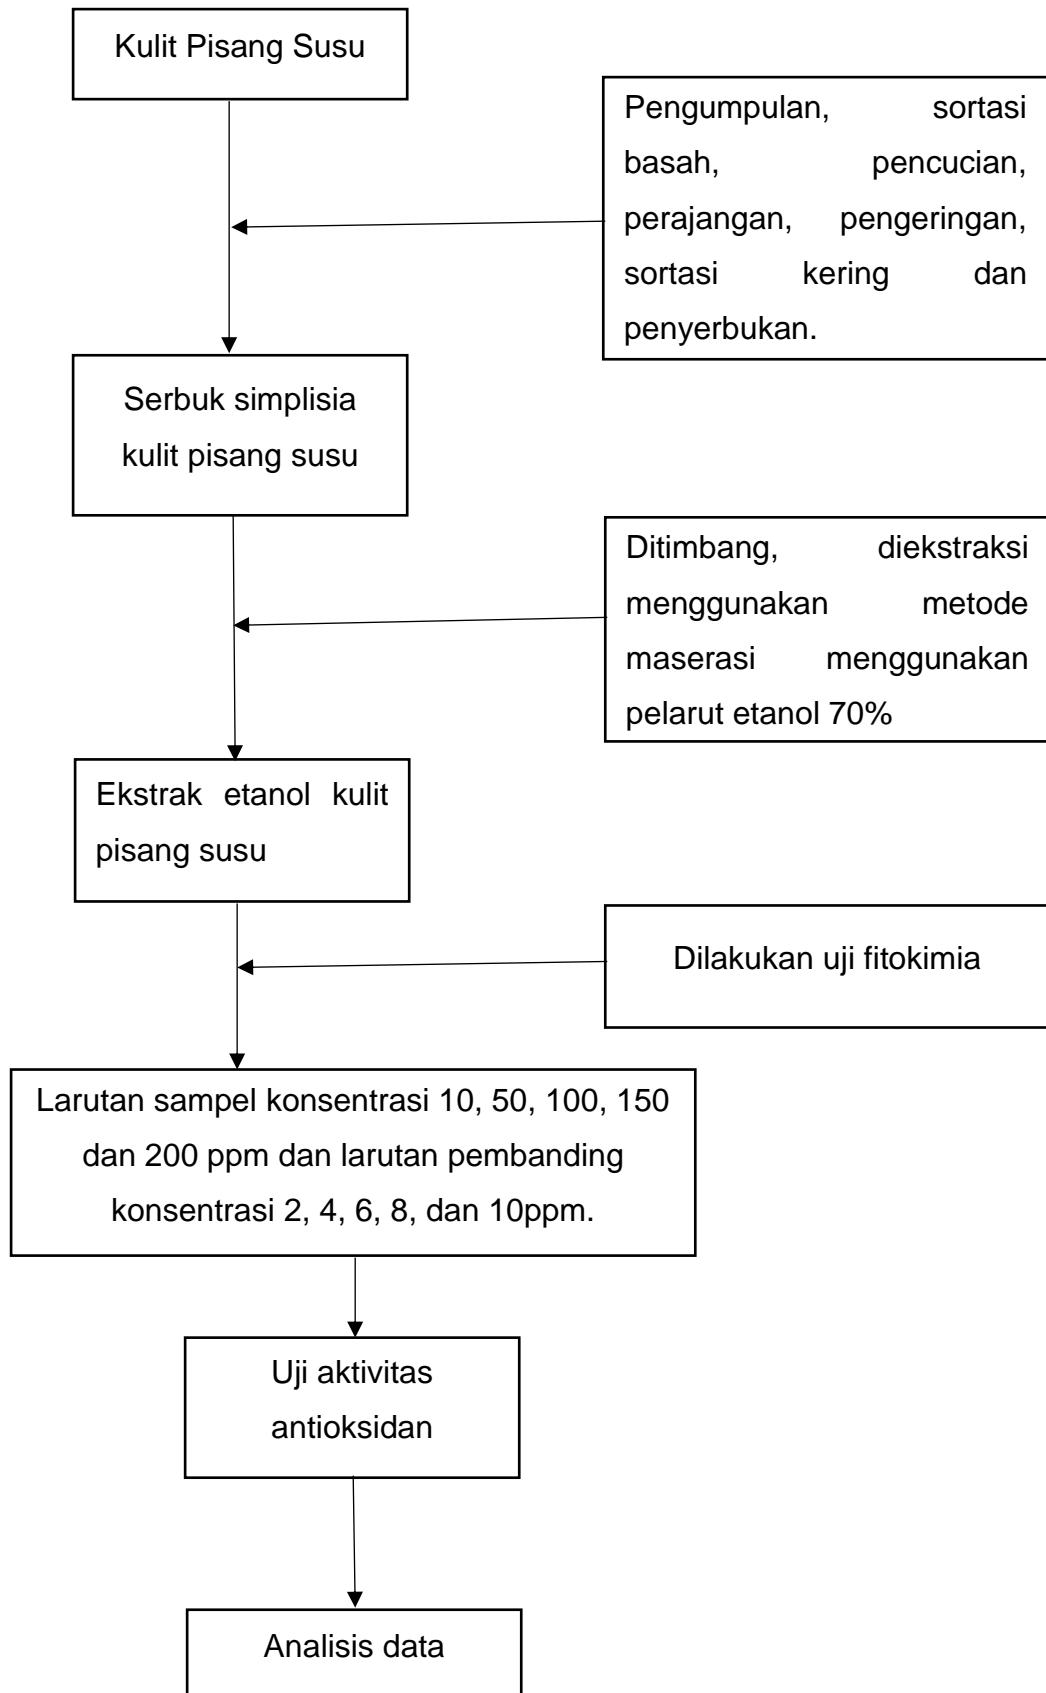 Kulit Pisang Susu
Pengumpulan, sortasi
basah, pencucian,
perajangan, pengeringan,
sortasi kering dan
penyerbukan.
Serbuk simplisia
kulit pisang susu
Ditimbang, diekstraksi
menggunakan metode
maserasi menggunakan
pelarut etanol 70%
Ekstrak etanol kulit
pisang susu
Dilakukan uji fitokimia
Larutan sampel konsentrasi 10, 50, 100, 150
dan 200 ppm dan larutan pembanding
konsentrasi 2, 4, 6, 8, dan 10ppm.
Uji aktivitas
antioksidan
Analisis data